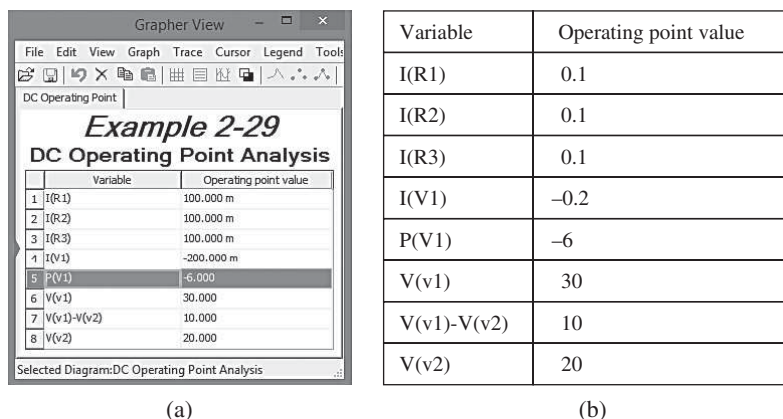 Grapher View
File Edit View Graph Trace Cursor Legend Tools
DC Operating Point
Example 2-29
DC Operating Point Analysis
Variable Operating point value
1 I(R1) 100.000 m
2 I(R2) 100.000 m
3 I(R3) 100.000 m
4 I(V1) -200.000 m
5 P(V1) -6.000
6 V(v1) 30.000
7 V(v1)-V(v2) 10.000
8 V(v2) 20.000
Selected Diagram:DC Operating Point Analysis
(a)
Variable Operating point value
I(R1) 0.1
I(R2) 0.1
I(R3) 0.1
I(V1) –0.2
P(V1) –6
V(v1) 30
V(v1)-V(v2) 10
V(v2) 20
(b)